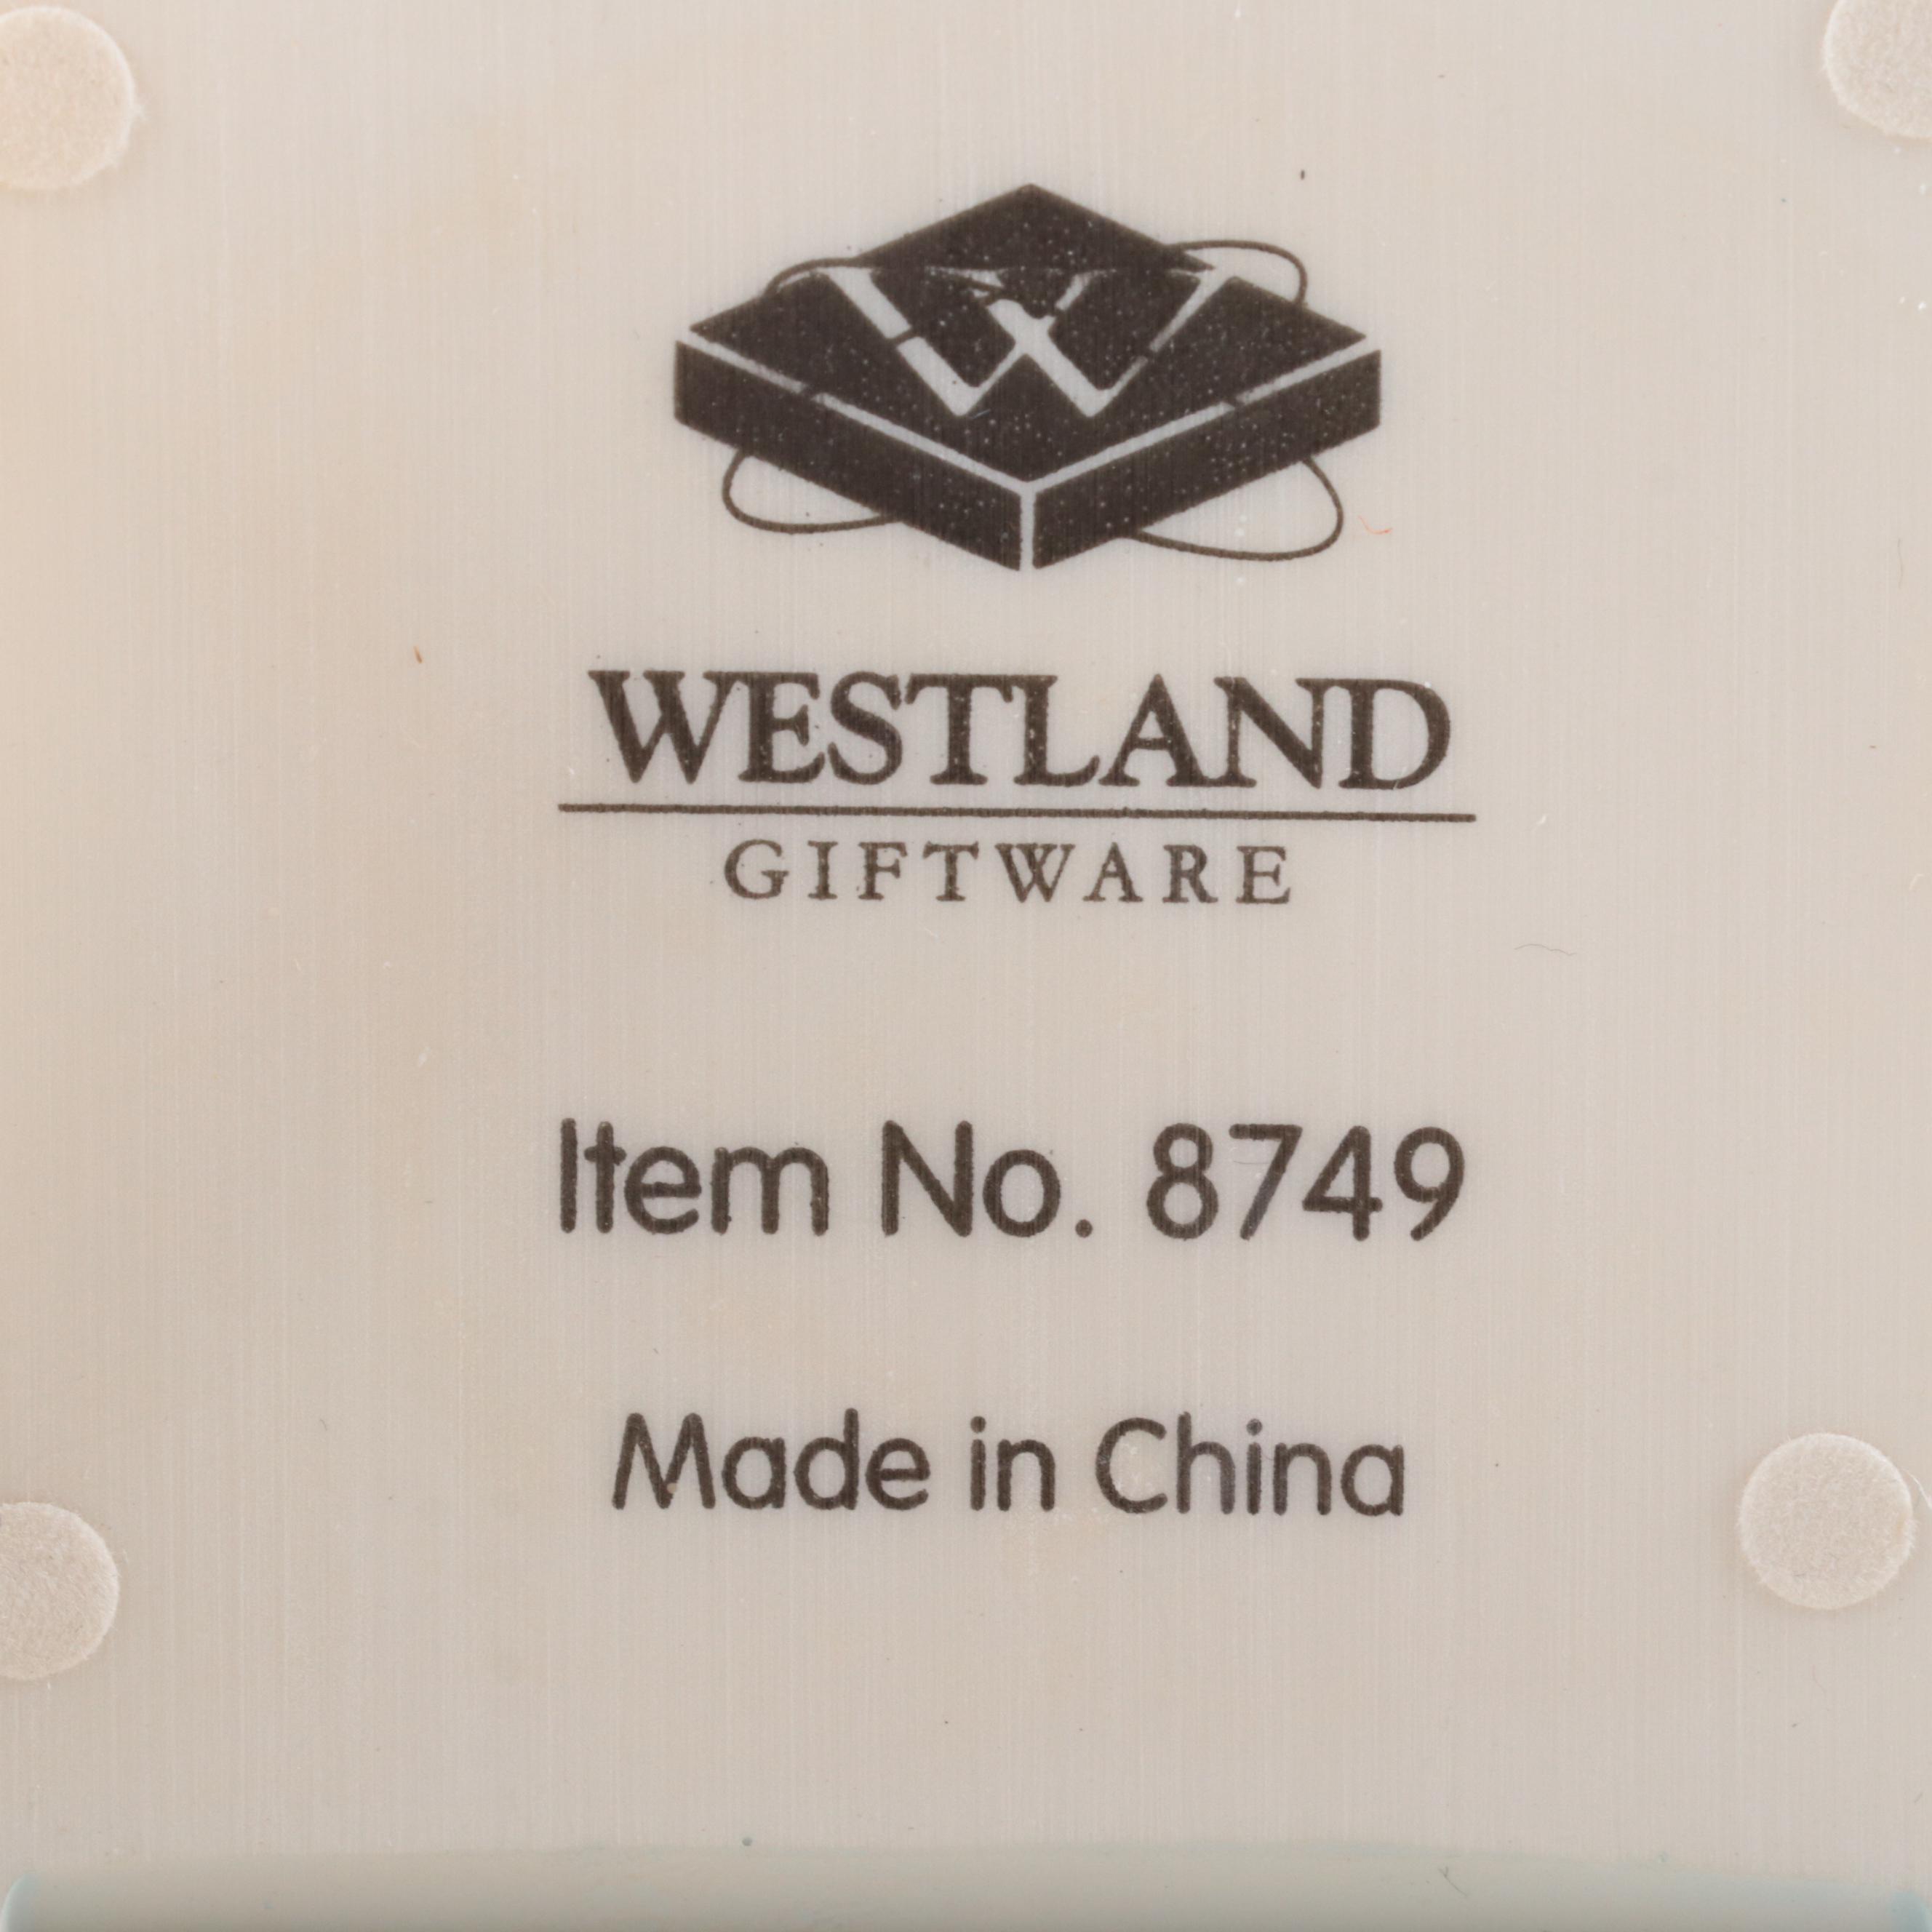 W
WESTLAND
GIFTWARE
Item No. 8749
Made in China